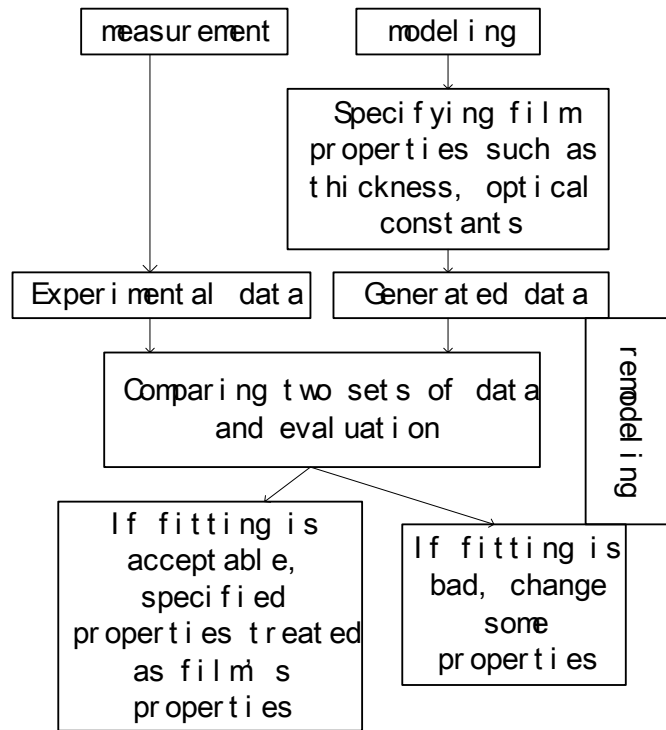 measurement
modeling
Specifying film
properties such as
thickness, optical
constants
Experimental data
Generated data
remodeling
Comparing two sets of data
and evaluation
If fitting is
acceptable,
specified
properties treated
as film's
properties
If fitting is
bad, change
some
properties